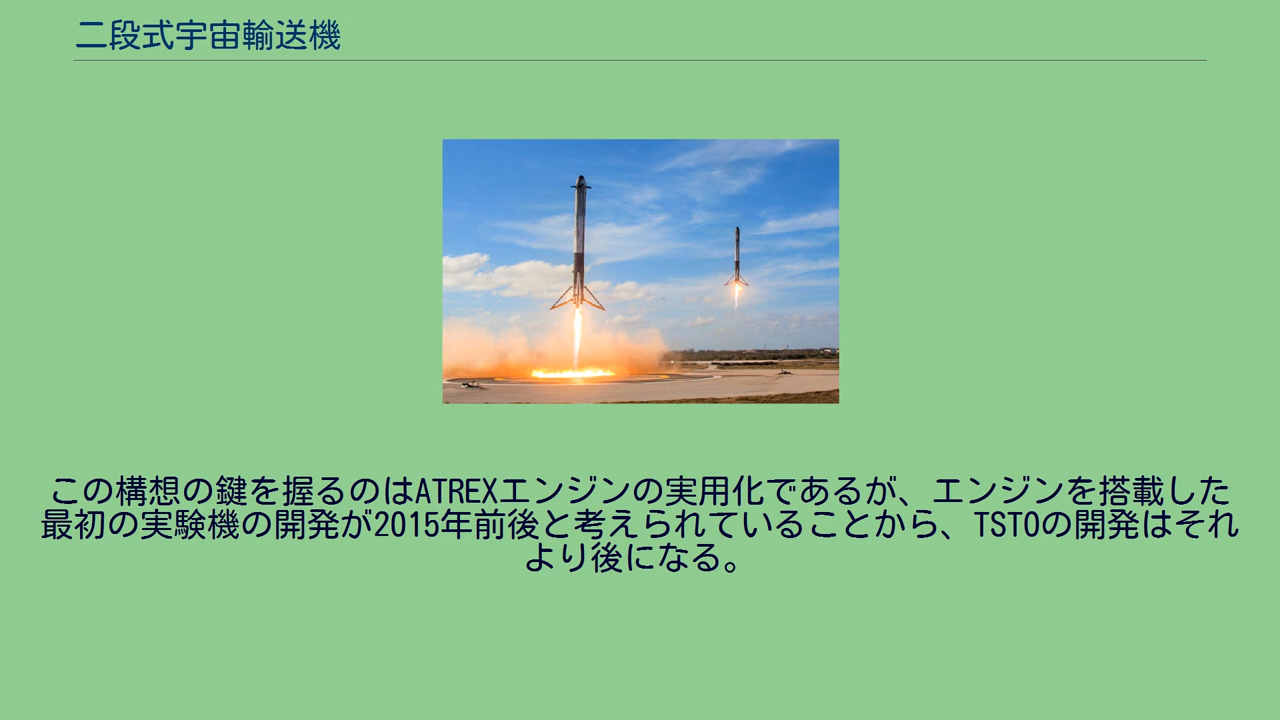 二段式宇宙輸送機
この構想の鍵を握るのはATREXエンジンの実用化であるが、エンジンを搭載した
最初の実験機の開発が2015年前後と考えられていることから、TSTOの開発はそれ
より後になる。